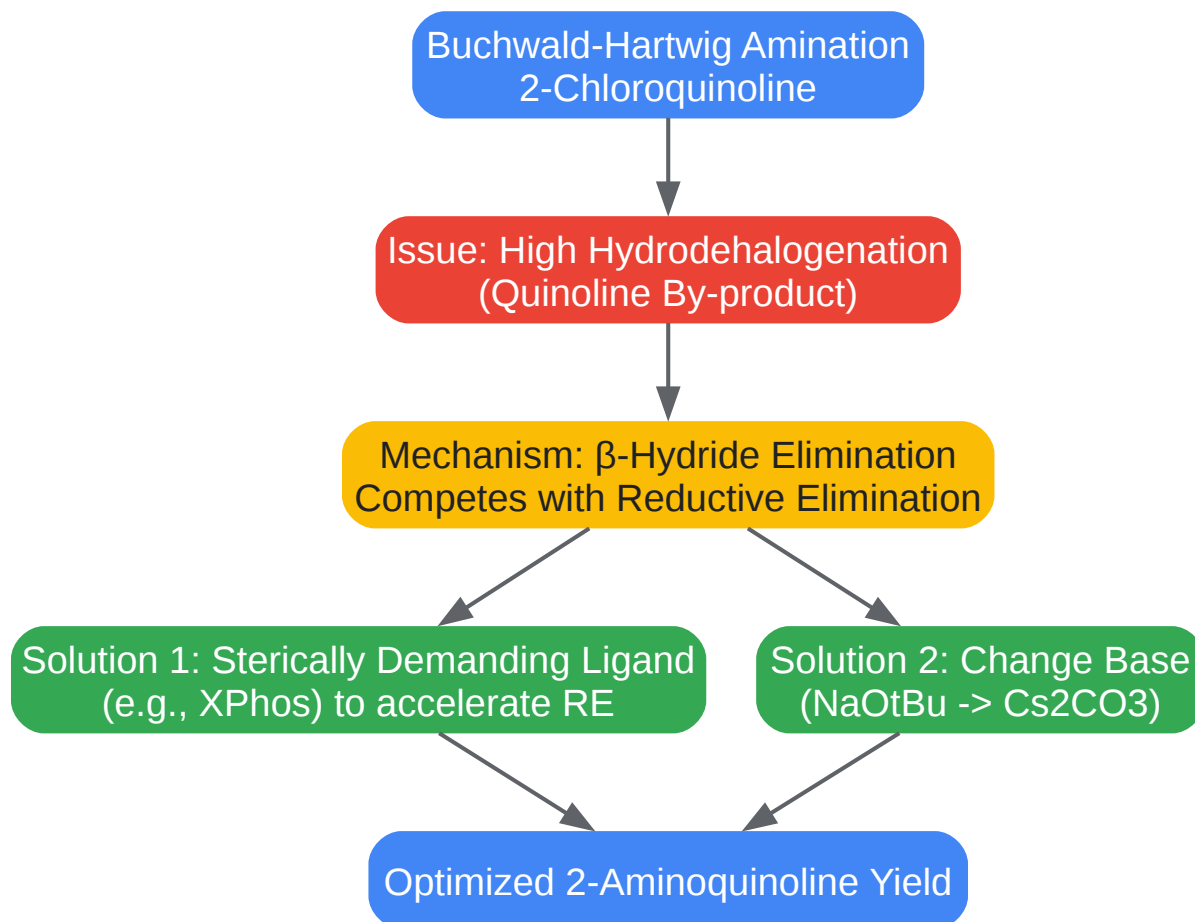 Buchwald-Hartwig Amination
2-Chloroquinoline
Issue: High Hydrodehalogenation
(Quinoline By-product)
Mechanism: β-Hydride Elimination
Competes with Reductive Elimination
Solution 1: Sterically Demanding Ligand
(e.g., XPhos) to accelerate RE
Solution 2: Change Base
(NaOtBu -> Cs2CO3)
Optimized 2-Aminoquinoline Yield